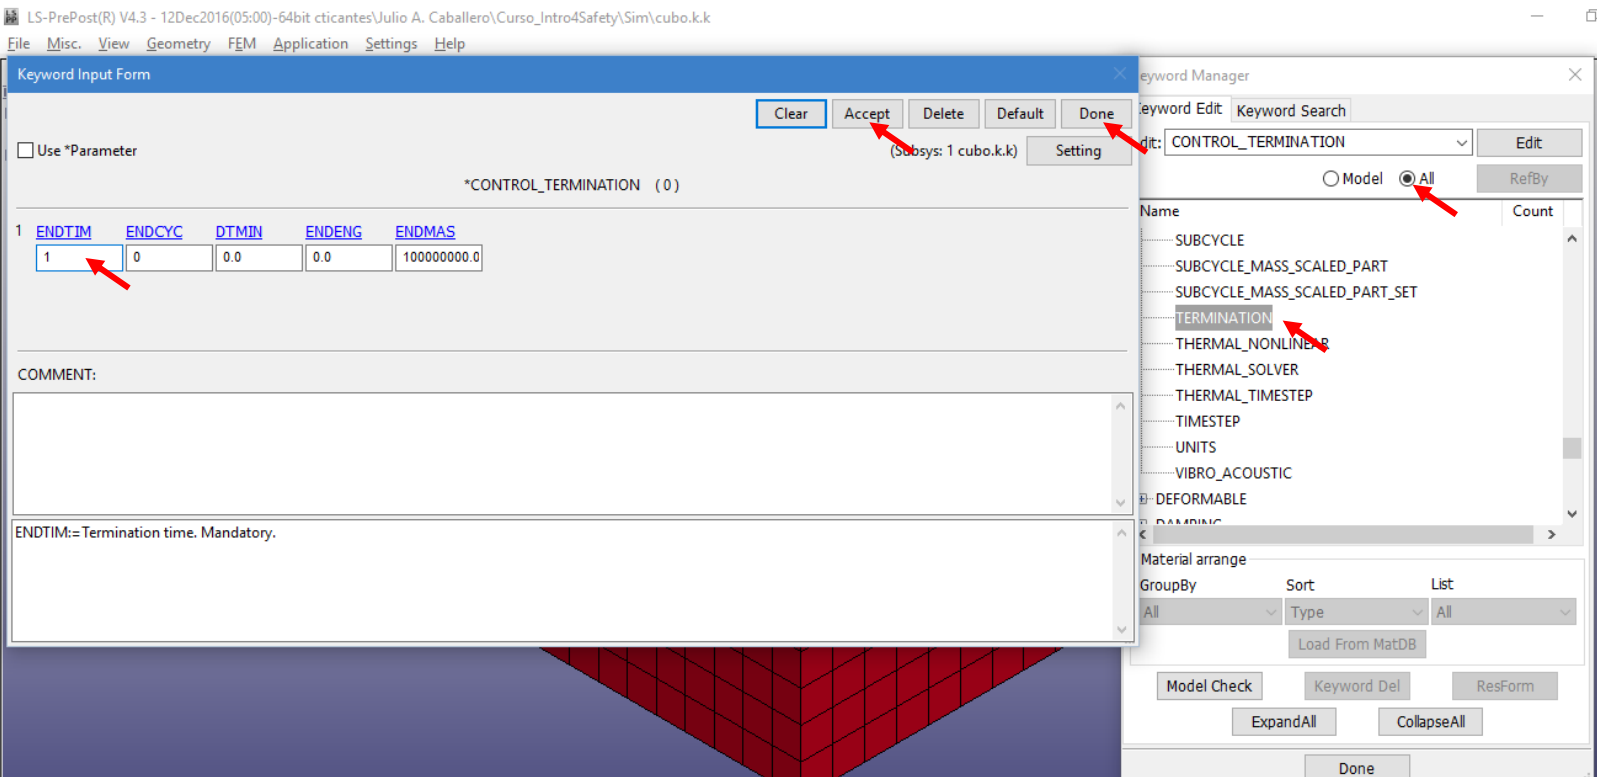 LS-PrePost(R) V4.3 - 12Dec2016(05:00)-64bit cticantes\Julio A. Caballero\Curso_Intro4Safety\Sim\cubo.k.k
File Misc. View Geometry FEM Application Settings Help
Keyword Input Form
Clear Accept Delete Default Done
Use *Parameter (Subsys: 1 cubo.k.k) Setting
*CONTROL_TERMINATION (0)
1 ENDTIM ENDCYC DTMIN ENDENG ENDMAS
1 0 0.0 0.0 100000000.0
COMMENT:
ENDTIM:=Termination time. Mandatory.
eyword Manager
eyword Edit Keyword Search
dit: CONTROL_TERMINATION Edit
Model All RefBy
Name Count
SUBCYCLE
SUBCYCLE_MASS_SCALED_PART
SUBCYCLE_MASS_SCALED_PART_SET
TERMINATION
THERMAL_NONLINEAR
THERMAL_SOLVER
THERMAL_TIMESTEP
TIMESTEP
UNITS
VIBRO_ACOUSTIC
DEFORMABLE
DAMPING
Material arrange
GroupBy Sort List
All Type All
Load From MatDB
Model Check Keyword Del ResForm
ExpandAll CollapseAll
Done